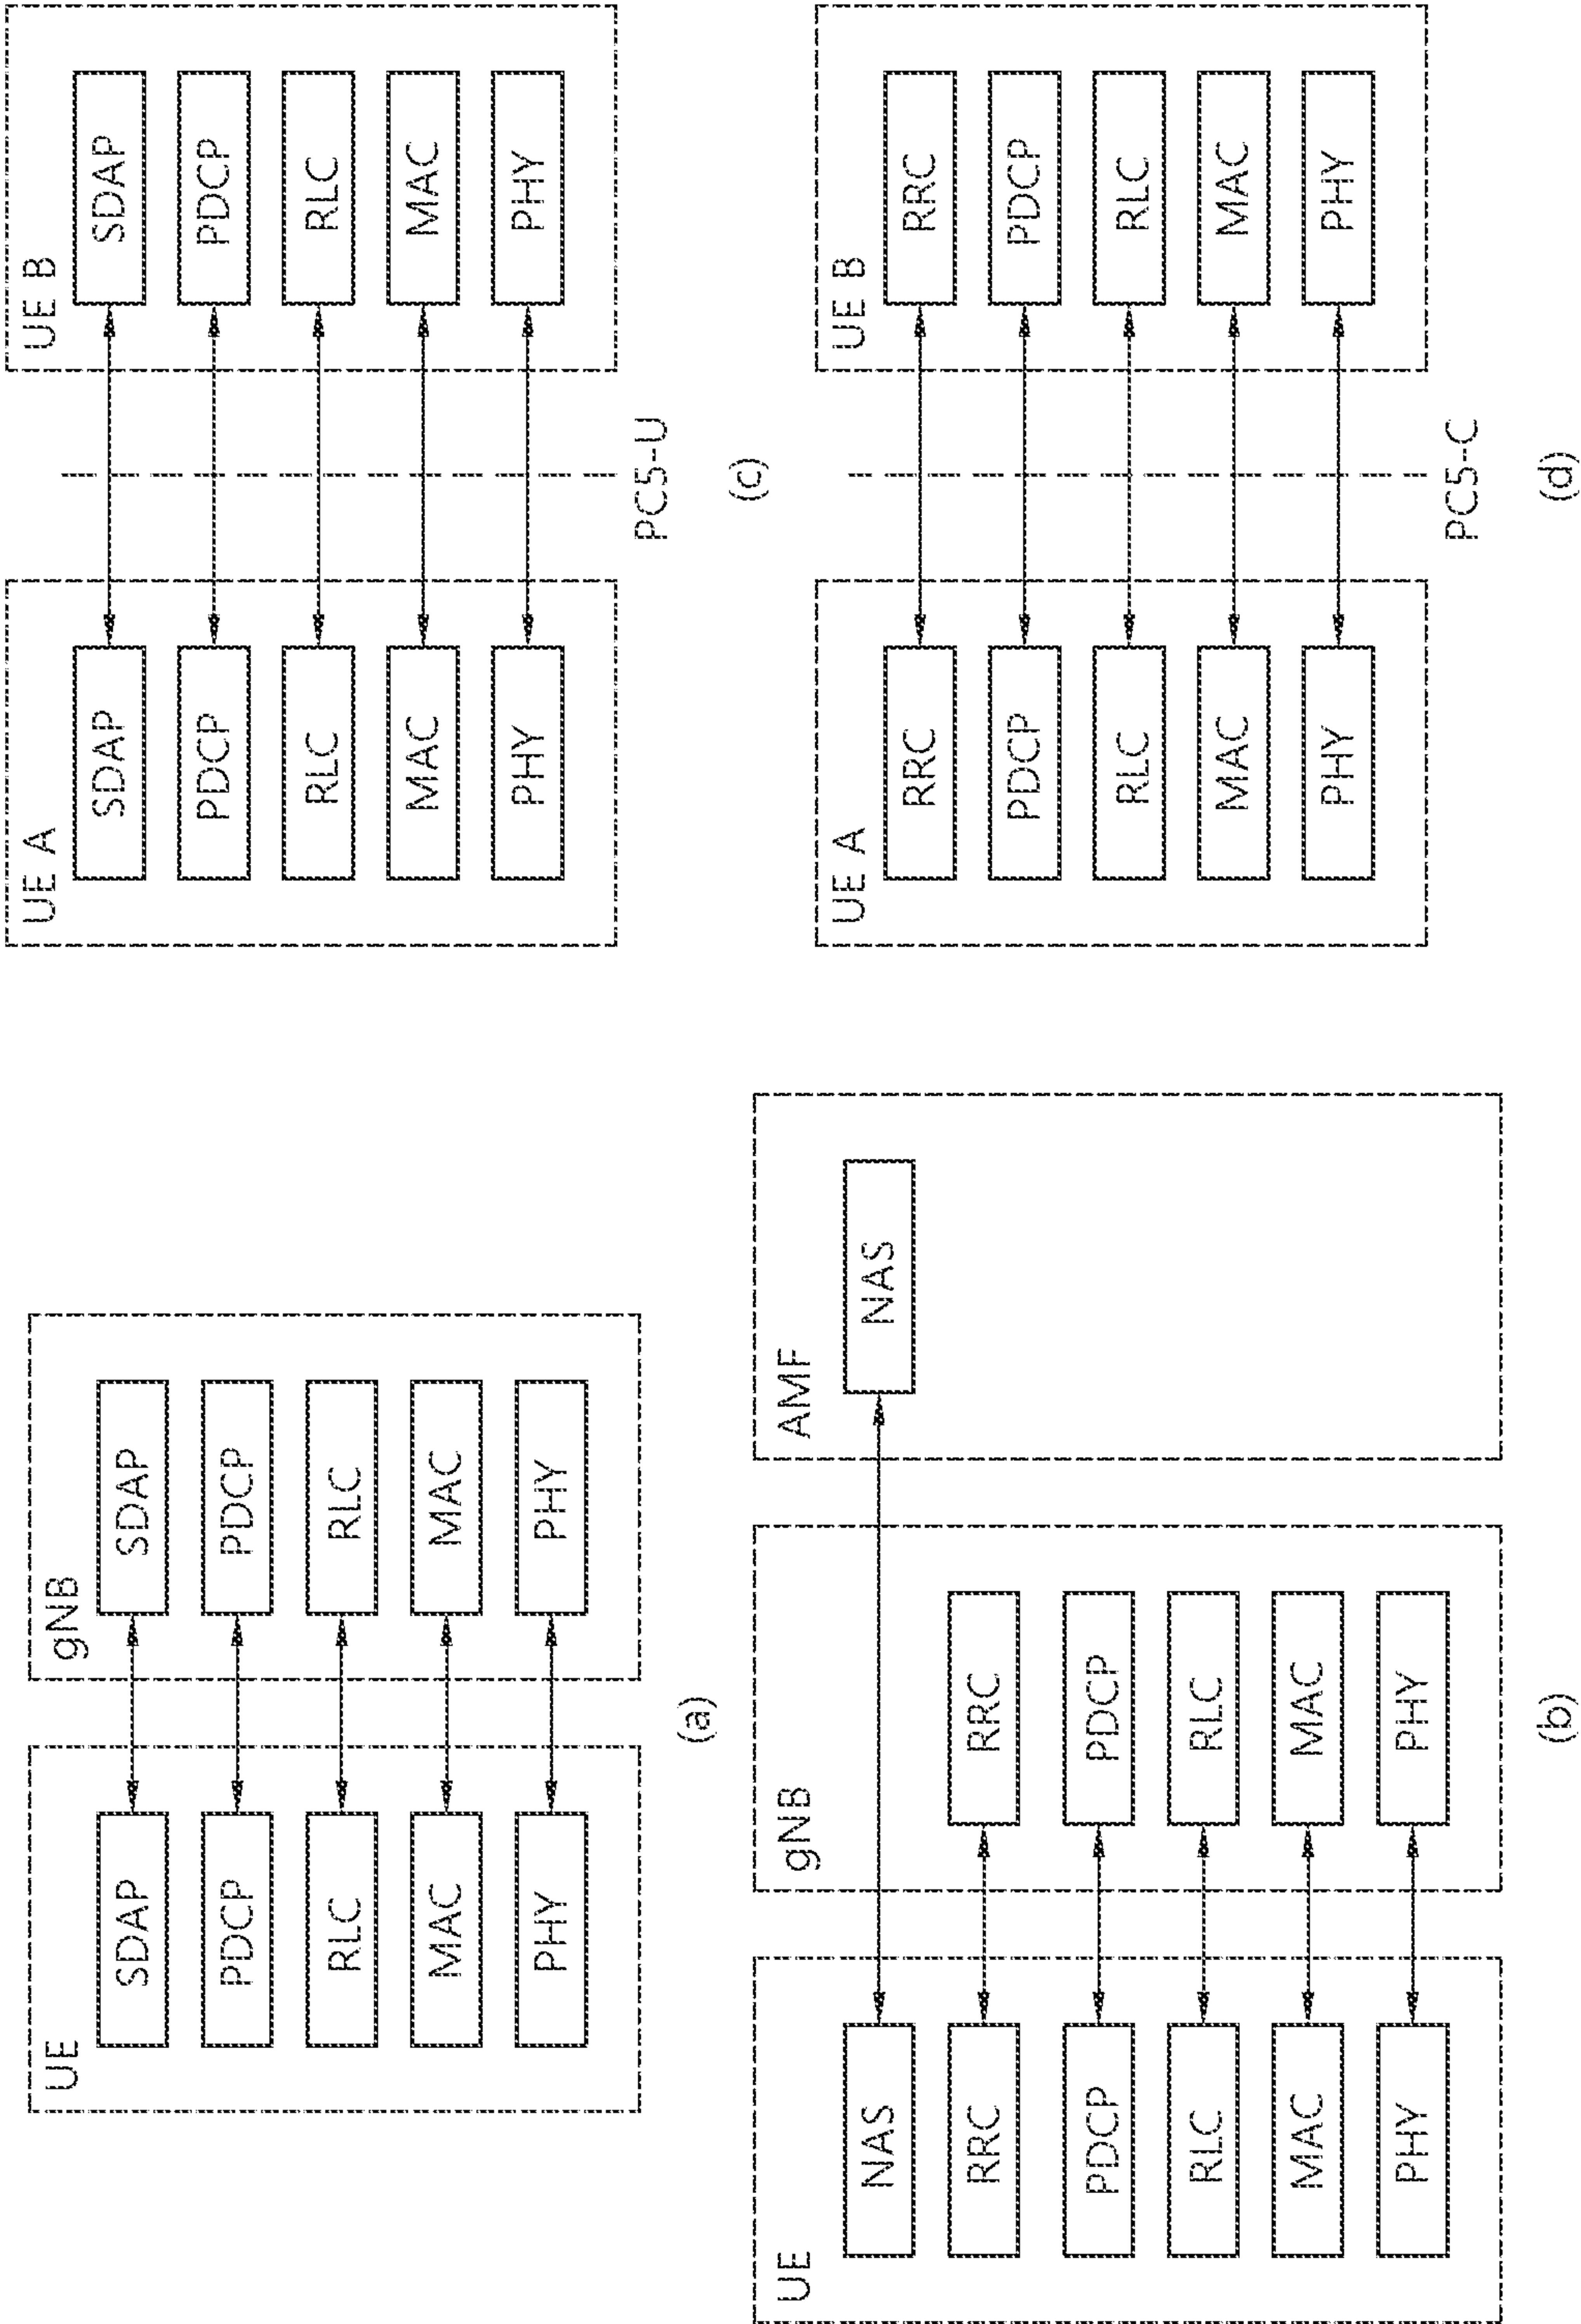 UE
gNB
SDAP
SDAP
PDCP
PDCP
RLC
RLC
MAC
MAC
PHY
PHY
(a)
UE
gNB
AMF
NAS
NAS
RRC
RRC
PDCP
PDCP
RLC
RLC
MAC
MAC
PHY
PHY
(b)
UE A
UE B
SDAP
SDAP
PDCP
PDCP
RLC
RLC
MAC
MAC
PHY
PHY
PC5-U
(c)
UE A
UE B
RRC
RRC
PDCP
PDCP
RLC
RLC
MAC
MAC
PHY
PHY
PC5-C
(d)